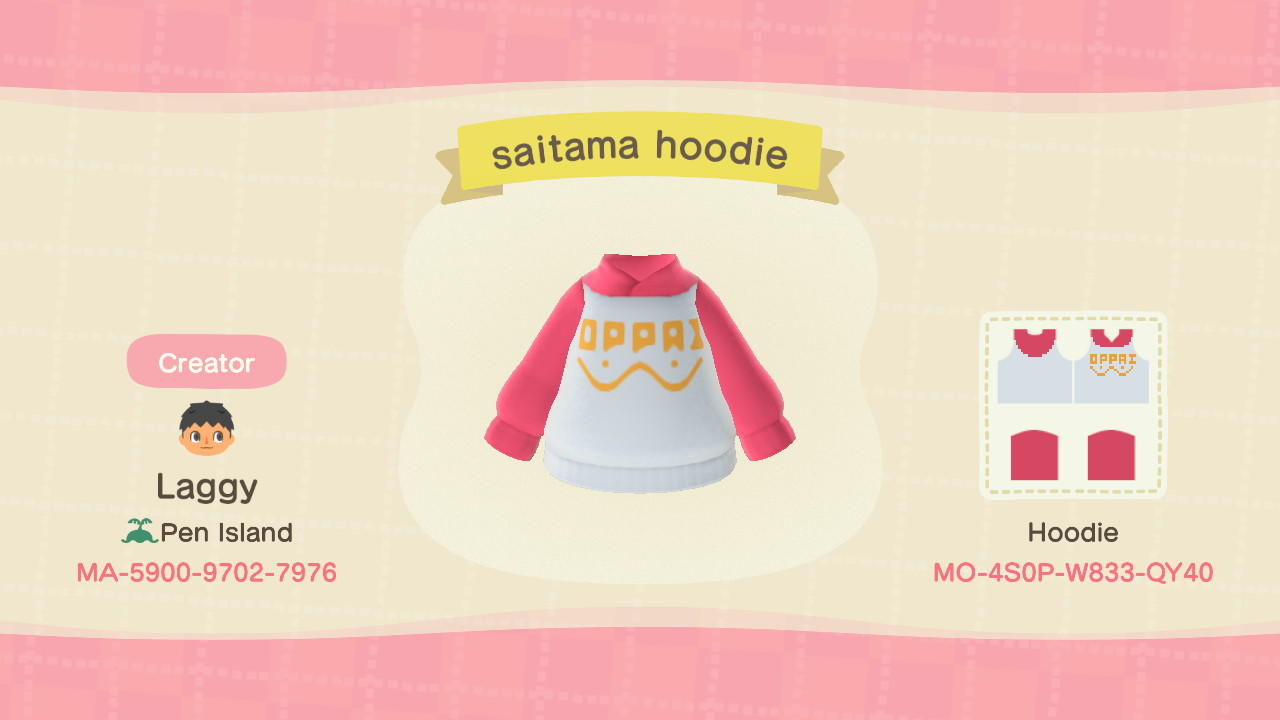 saitama hoodie
OPPAI
Creator
Laggy
Pen Island
MA-5900-9702-7976
OPPAI
Hoodie
MO-4S0P-W833-QY40